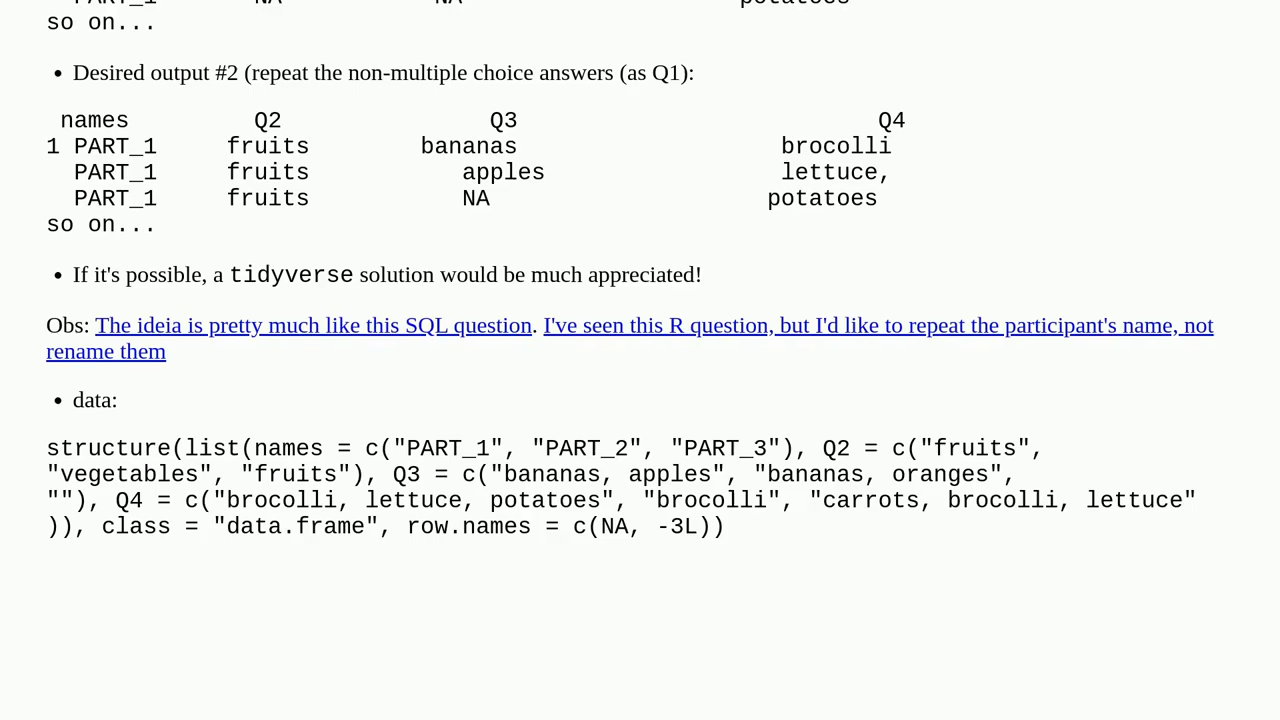 PART_1 NA NA potatoes
so on...
• Desired output #2 (repeat the non-multiple choice answers (as Q1):
names Q2 Q3 Q4
1 PART_1 fruits bananas brocolli
PART_1 fruits apples lettuce,
PART_1 fruits NA potatoes
so on...
• If it's possible, a tidyverse solution would be much appreciated!
Obs: The ideia is pretty much like this SQL question. I've seen this R question, but I'd like to repeat the participant's name, not
rename them
• data:
structure(list(names = c("PART_1", "PART_2", "PART_3"), Q2 = c("fruits",
"vegetables", "fruits"), Q3 = c("bananas, apples", "bananas, oranges",
""), Q4 = c("brocolli, lettuce, potatoes", "brocolli", "carrots, brocolli, lettuce"
)), class = "data.frame", row.names = c(NA, -3L))